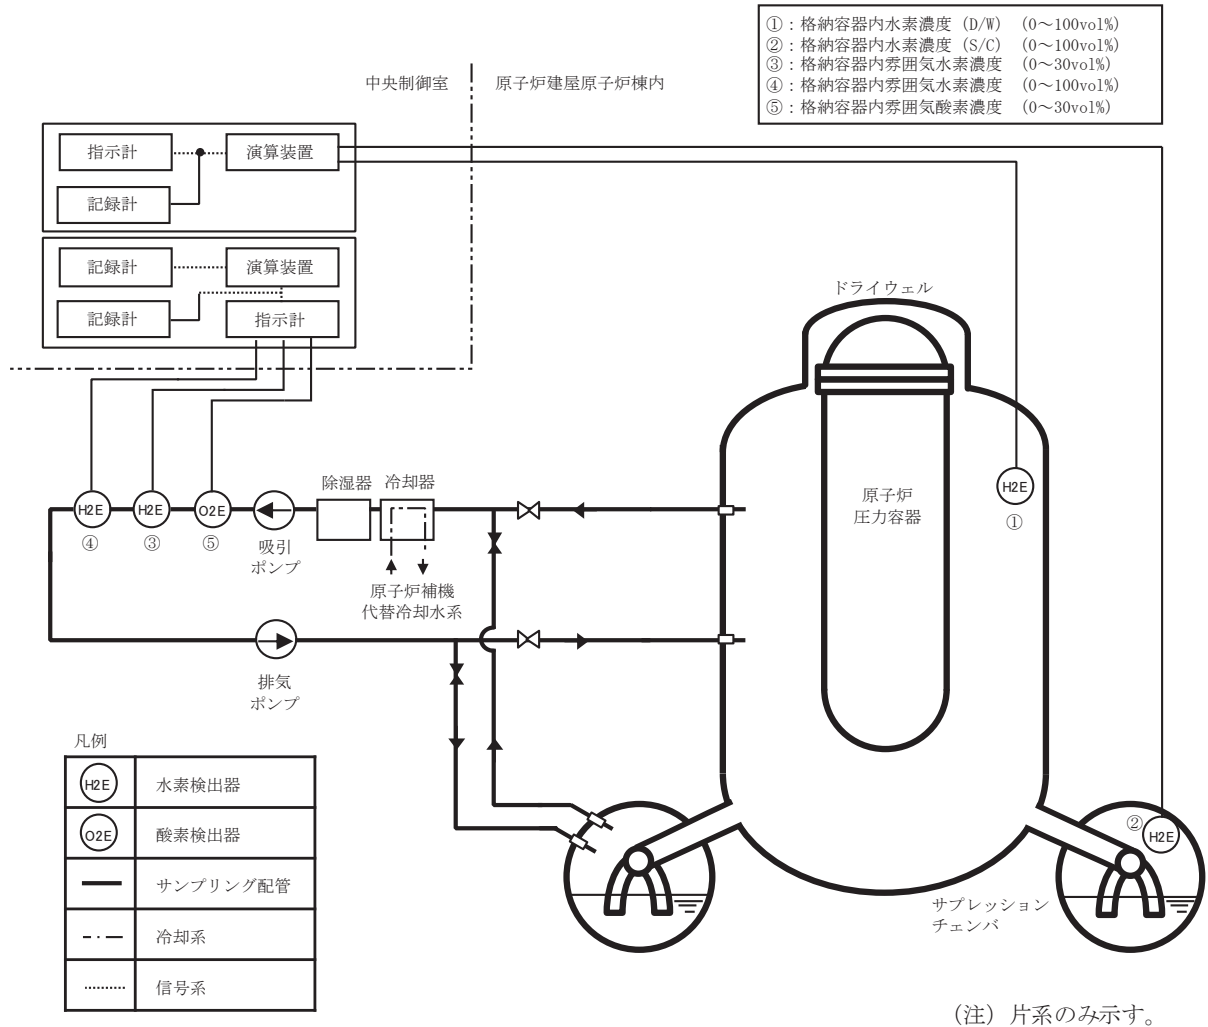 ①：格納容器内水素濃度（D/W）（0～100vol%）
②：格納容器内水素濃度（S/C）（0～100vol%）
③：格納容器内雰囲気水素濃度 （0～30vol%）
④：格納容器内雰囲気水素濃度 （0～100vol%）
⑤：格納容器内雰囲気酸素濃度 （0～30vol%）
中央制御室
原子炉建屋原子炉棟内
指示計
演算装置
記録計
記録計
演算装置
記録計
指示計
ドライウェル
除湿器
冷却器
H2E
④
H2E
③
O2E
⑤
吸引
ポンプ
原子炉補機
代替冷却水系
原子炉
圧力容器
H2E
①
排気
ポンプ
凡例
H2E
水素検出器
O2E
酸素検出器
サンプリング配管
冷却系
信号系
②
H2E
サプレッション
チェンバ
（注）片系のみ示す。